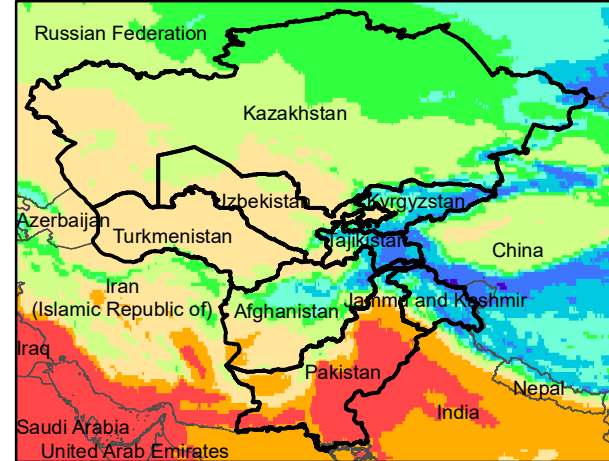 Russian Federation
Kazakhstan
Izbekistan
Kyrgyzstan
Azerbaijan
Turkmenistan
Tajikistan
China
Iran
(Islamic Republic of)
Afghanistan
Jammu and Kashmir
Iraq
Pakistan
Nepal
India
Saudi Arabia
United Arab Emirates